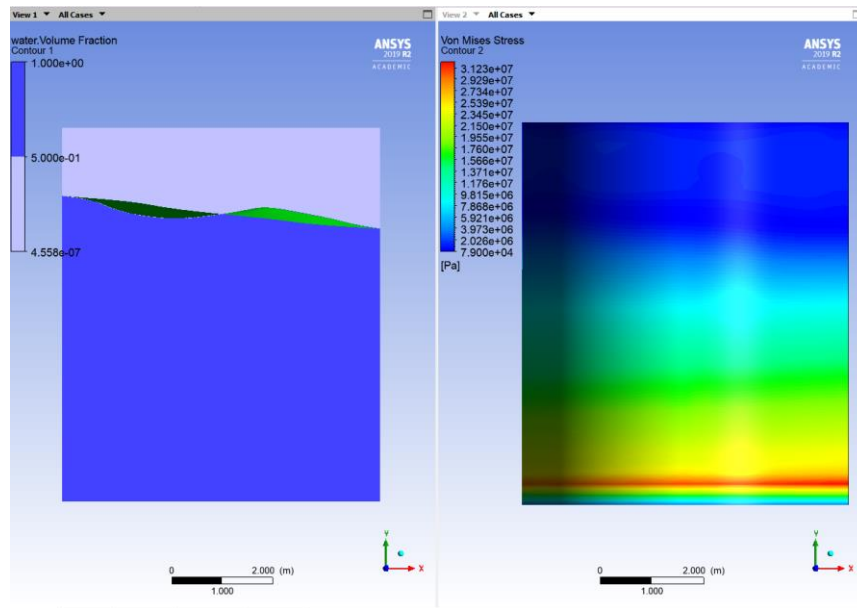 View 1 ▼ All Cases ▼
water.Volume Fraction
Contour 1
1.000e+00
5.000e-01
4.558e-07
ANSYS
2019 R2
ACADEMIC
0 2.000 (m)
1.000
Y
X
View 2 ▼ All Cases ▼
Von Mises Stress
Contour 2
3.123e+07
2.929e+07
2.734e+07
2.539e+07
2.345e+07
2.150e+07
1.955e+07
1.760e+07
1.566e+07
1.371e+07
1.176e+07
9.815e+06
7.868e+06
5.921e+06
3.973e+06
2.026e+06
7.900e+04
[Pa]
ANSYS
2019 R2
ACADEMIC
0 2.000 (m)
1.000
Y
X